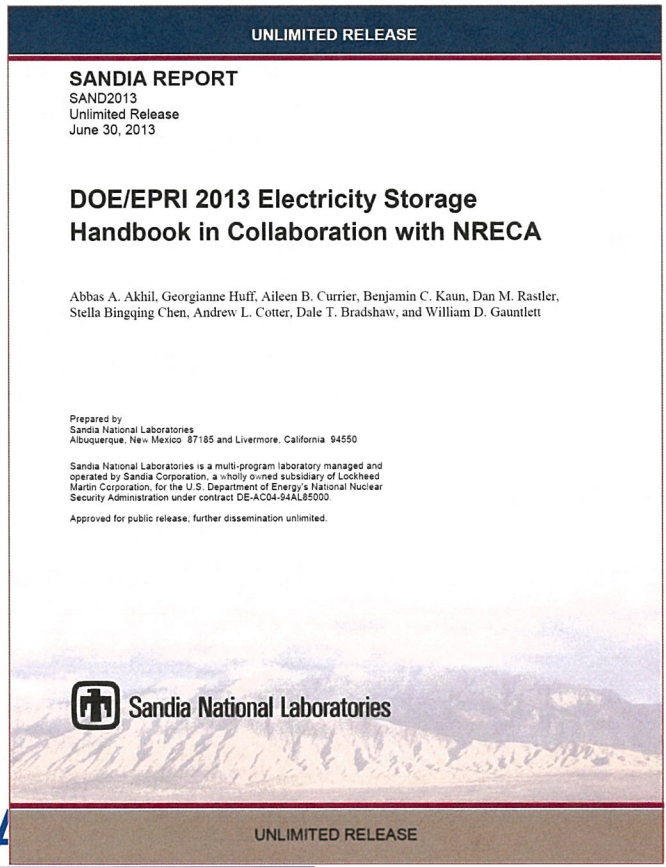 UNLIMITED RELEASE
SANDIA REPORT
SAND2013
Unlimited Release
June 30, 2013
DOE/EPRI 2013 Electricity Storage
Handbook in Collaboration with NRECA
Abbas A. Akhil, Georgianne Huff, Aileen B. Currier, Benjamin C. Kaun, Dan M. Rastler,
Stella Bingqing Chen, Andrew L. Cotter, Dale T. Bradshaw, and William D. Gauntlett
Prepared by
Sandia National Laboratories
Albuquerque, New Mexico 87185 and Livermore, California 94550
Sandia National Laboratories is a multi-program laboratory managed and
operated by Sandia Corporation, a wholly owned subsidiary of Lockheed
Martin Corporation, for the U.S. Department of Energy's National Nuclear
Security Administration under contract DE-AC04-94AL85000.
Approved for public release; further dissemination unlimited.
Sandia National Laboratories
UNLIMITED RELEASE